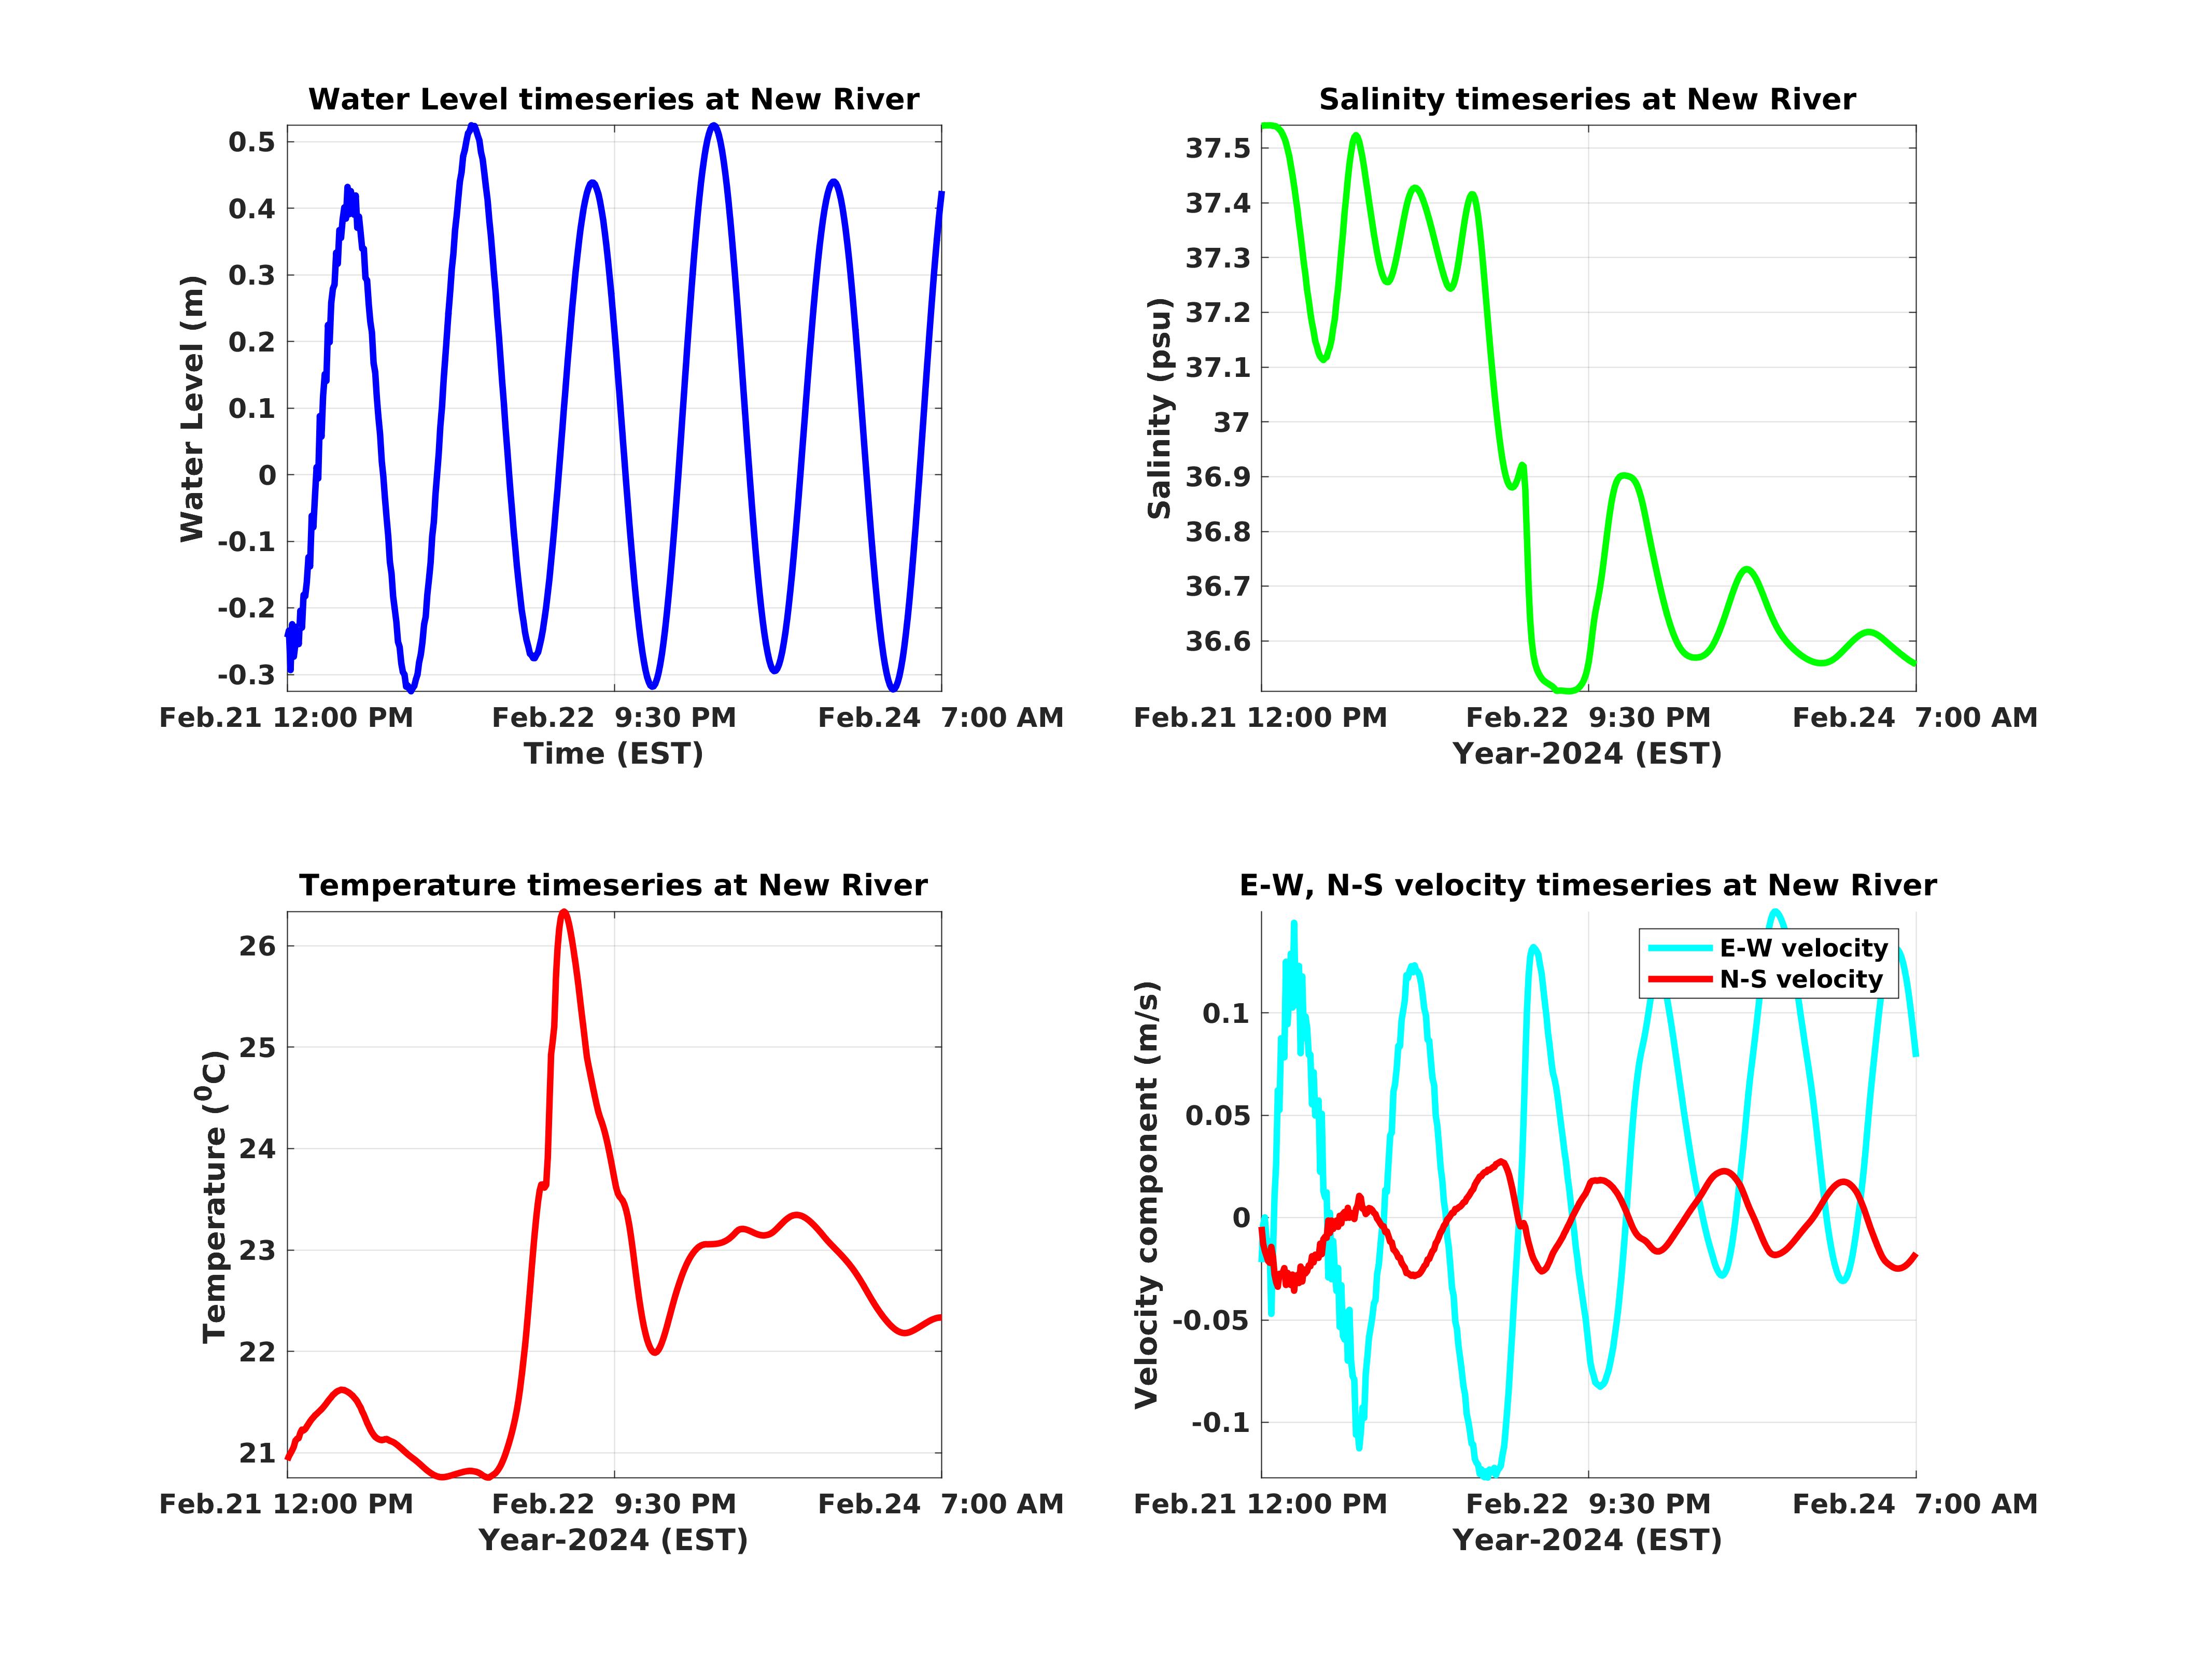 Water Level timeseries at New River
0.5
0.4
0.3
0.2
0.1
0
-0.1
-0.2
-0.3
Water Level (m)
Feb.21 12:00 PM Feb.22 9:30 PM Feb.24 7:00 AM
Time (EST)
Salinity timeseries at New River
37.5
37.4
37.3
37.2
37.1
37
36.9
36.8
36.7
36.6
Salinity (psu)
Feb.21 12:00 PM Feb.22 9:30 PM Feb.24 7:00 AM
Year-2024 (EST)
Temperature timeseries at New River
26
25
24
23
22
21
Temperature (⁰C)
Feb.21 12:00 PM Feb.22 9:30 PM Feb.24 7:00 AM
Year-2024 (EST)
E-W, N-S velocity timeseries at New River
E-W velocity
N-S velocity
0.1
0.05
0
-0.05
-0.1
Velocity component (m/s)
Feb.21 12:00 PM Feb.22 9:30 PM Feb.24 7:00 AM
Year-2024 (EST)